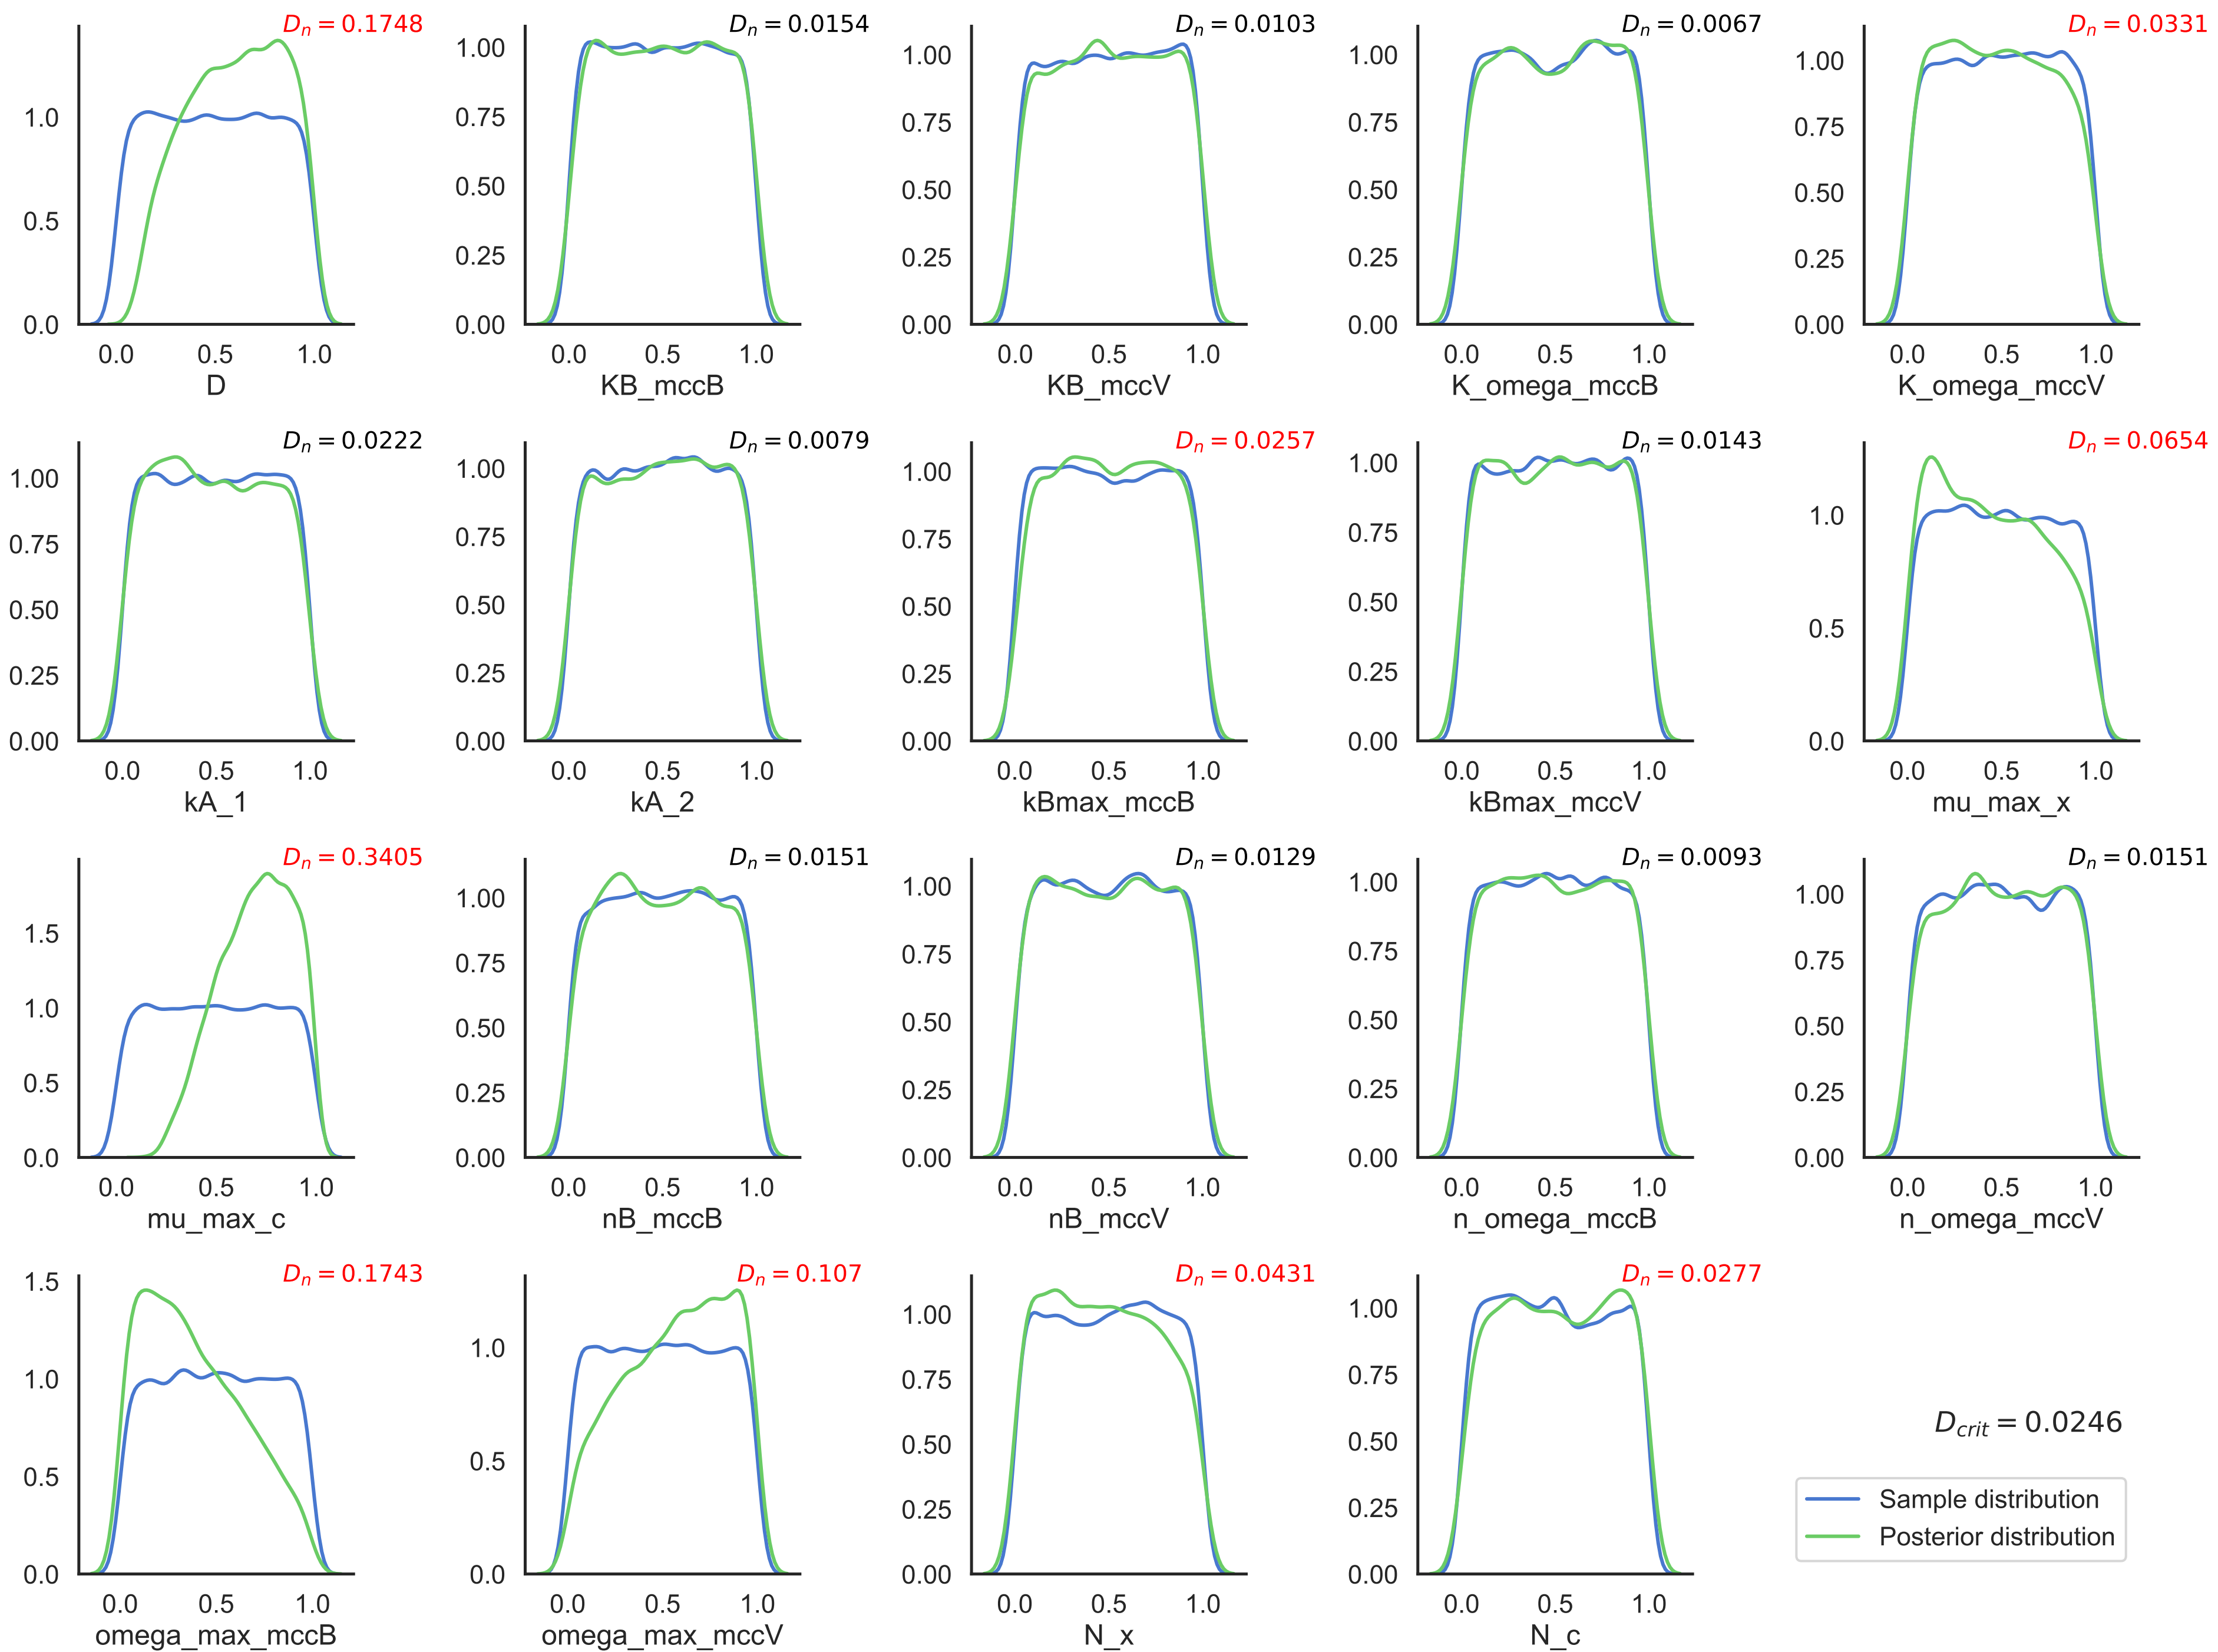 D_n = 0.1748
D_n = 0.0154
D_n = 0.0103
D_n = 0.0067
D_n = 0.0331
1.0
0.5
0.0
1.00
0.75
0.50
0.25
0.00
1.00
0.75
0.50
0.25
0.00
1.00
0.75
0.50
0.25
0.00
1.00
0.75
0.50
0.25
0.00
0.0 0.5 1.0
0.0 0.5 1.0
0.0 0.5 1.0
0.0 0.5 1.0
0.0 0.5 1.0
D
KB_mccB
KB_mccV
K_omega_mccB
K_omega_mccV
D_n = 0.0222
D_n = 0.0079
D_n = 0.0257
D_n = 0.0143
D_n = 0.0654
1.00
0.75
0.50
0.25
0.00
1.00
0.75
0.50
0.25
0.00
1.00
0.75
0.50
0.25
0.00
1.00
0.75
0.50
0.25
0.00
1.0
0.5
0.0
0.0 0.5 1.0
0.0 0.5 1.0
0.0 0.5 1.0
0.0 0.5 1.0
0.0 0.5 1.0
kA_1
kA_2
kBmax_mccB
kBmax_mccV
mu_max_x
D_n = 0.3405
D_n = 0.0151
D_n = 0.0129
D_n = 0.0093
D_n = 0.0151
1.5
1.0
0.5
0.0
1.00
0.75
0.50
0.25
0.00
1.00
0.75
0.50
0.25
0.00
1.00
0.75
0.50
0.25
0.00
1.00
0.75
0.50
0.25
0.00
0.0 0.5 1.0
0.0 0.5 1.0
0.0 0.5 1.0
0.0 0.5 1.0
0.0 0.5 1.0
mu_max_c
nB_mccB
nB_mccV
n_omega_mccB
n_omega_mccV
D_n = 0.1743
D_n = 0.107
D_n = 0.0431
D_n = 0.0277
1.5
1.0
0.5
0.0
1.0
0.5
0.0
1.00
0.75
0.50
0.25
0.00
1.00
0.75
0.50
0.25
0.00
D_crit = 0.0246
Sample distribution
Posterior distribution
0.0 0.5 1.0
0.0 0.5 1.0
0.0 0.5 1.0
0.0 0.5 1.0
omega_max_mccB
omega_max_mccV
N_x
N_c